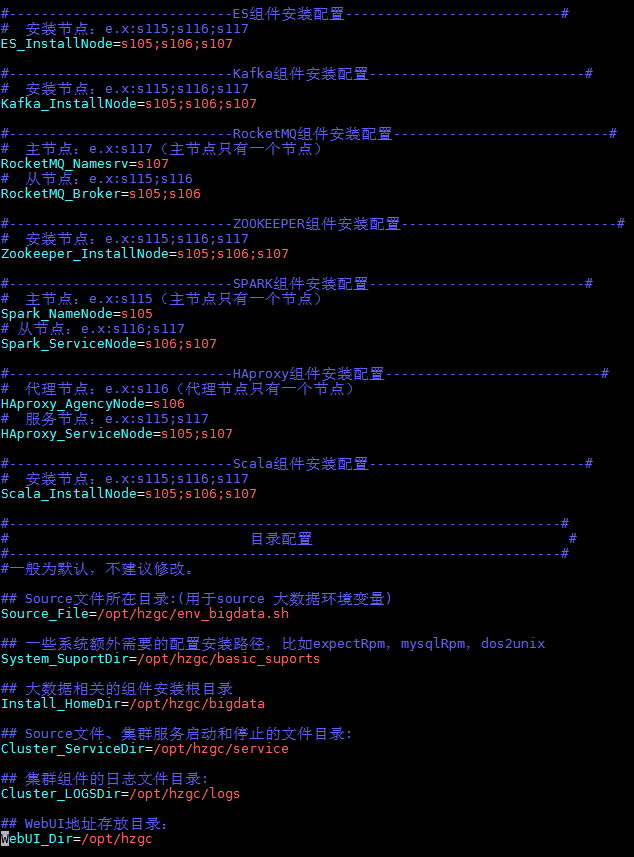 #----------------------------ES组件安装配置---------------------------#
#  安装节点：e.x:s115;s116;s117
ES_InstallNode=s105;s106;s107
#----------------------------Kafka组件安装配置---------------------------#
#  安装节点：e.x:s115;s116;s117
Kafka_InstallNode=s105;s106;s107
#----------------------------RocketMQ组件安装配置---------------------------#
#  主节点：e.x:s117（主节点只有一个节点）
RocketMQ_Namesrv=s107
#  从节点：e.x:s115;s116
RocketMQ_Broker=s105;s106
#----------------------------ZOOKEEPER组件安装配置---------------------------#
#  安装节点：e.x:s115;s116;s117
Zookeeper_InstallNode=s105;s106;s107
#----------------------------SPARK组件安装配置---------------------------#
#  主节点：e.x:s115（主节点只有一个节点）
Spark_NameNode=s105
# 从节点：e.x:s116;s117
Spark_ServiceNode=s106;s107
#----------------------------HAproxy组件安装配置---------------------------#
#  代理节点：e.x:s116（代理节点只有一个节点）
HAproxy_AgencyNode=s106
#  服务节点：e.x:s115;s117
HAproxy_ServiceNode=s105;s107
#----------------------------Scala组件安装配置---------------------------#
#  安装节点：e.x:s115;s116;s117
Scala_InstallNode=s105;s106;s107
#---------------------------------------------------------------------#
#                              目录配置                                #
#---------------------------------------------------------------------#
#一般为默认，不建议修改。
## Source文件所在目录:(用于source 大数据环境变量)
Source_File=/opt/hzgc/env_bigdata.sh
## 一些系统额外需要的配置安装路径，比如expectRpm，mysqlRpm，dos2unix
System_SuportDir=/opt/hzgc/basic_suports
## 大数据相关的组件安装根目录
Install_HomeDir=/opt/hzgc/bigdata
## Source文件、集群服务启动和停止的文件目录:
Cluster_ServiceDir=/opt/hzgc/service
## 集群组件的日志文件目录:
Cluster_LOGSDir=/opt/hzgc/logs
## WebUI地址存放目录：
WebUI_Dir=/opt/hzgc